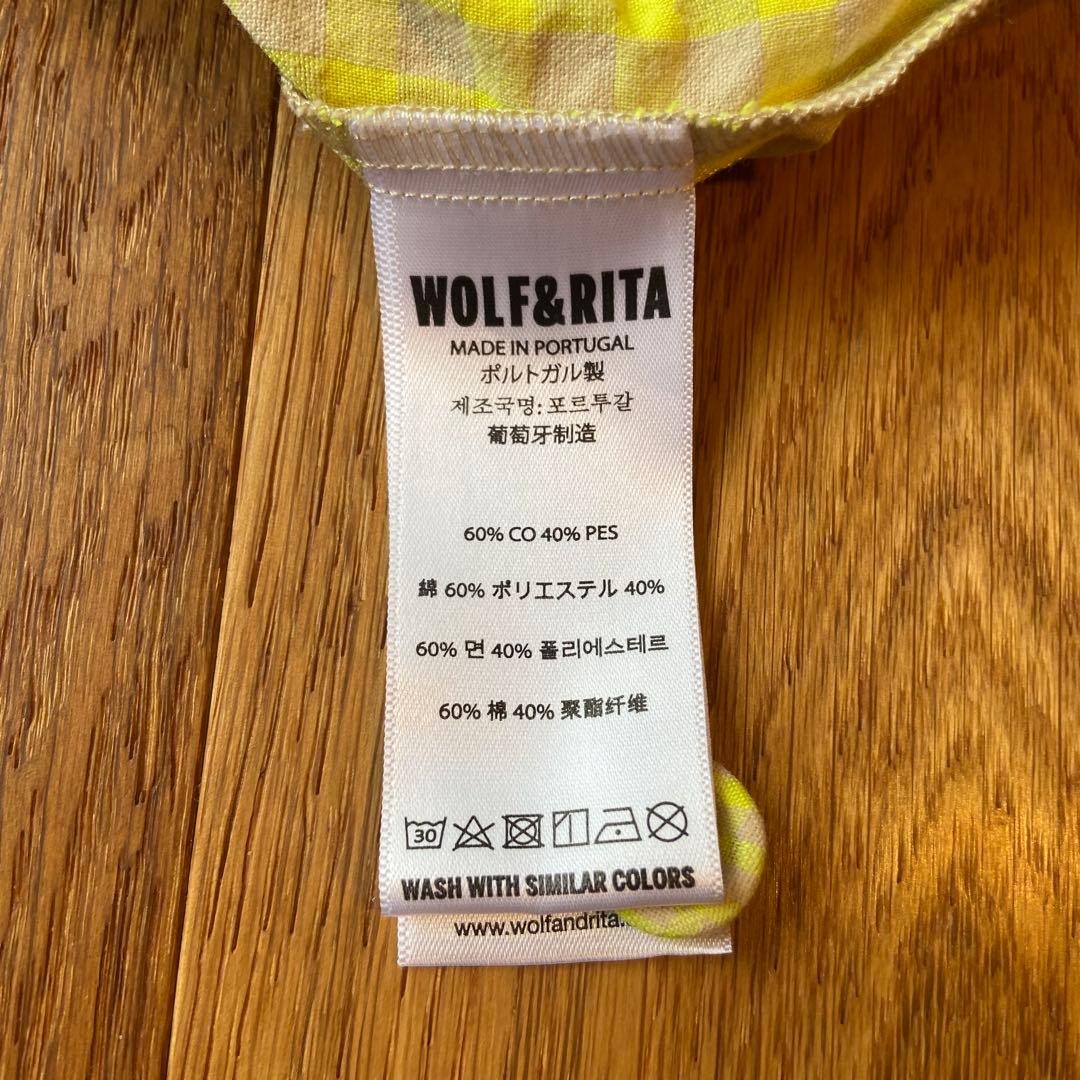 WOLF&RITA
MADE IN PORTUGAL
ポルトガル製
제조국명: 포르투갈
葡萄牙制造
60% CO 40% PES
綿 60% ポリエステル 40%
60% 면 40% 폴리에스테르
60% 棉 40% 聚酯纤维
30
WASH WITH SIMILAR COLORS
www.wolfandrita.